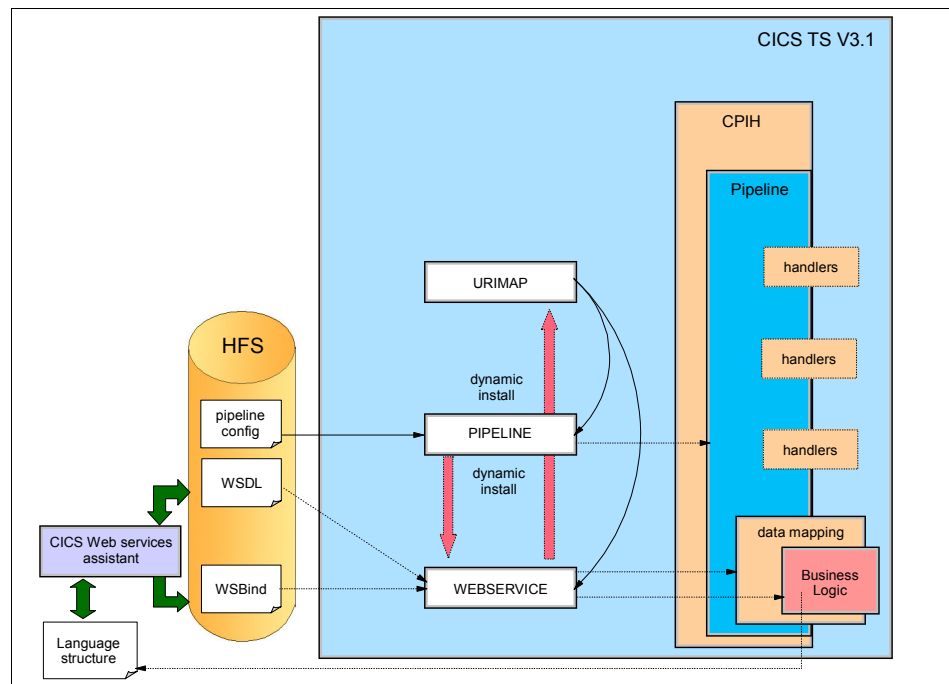 CICS TS V3.1
CPIH
Pipeline
handlers
URIMAP
HFS
handlers
dynamic
install
pipeline
config
PIPELINE
handlers
dynamic
install
WSDL
data mapping
CICS Web services
assistant
WSBind
WEBSERVICE
Business
Logic
Language
structure